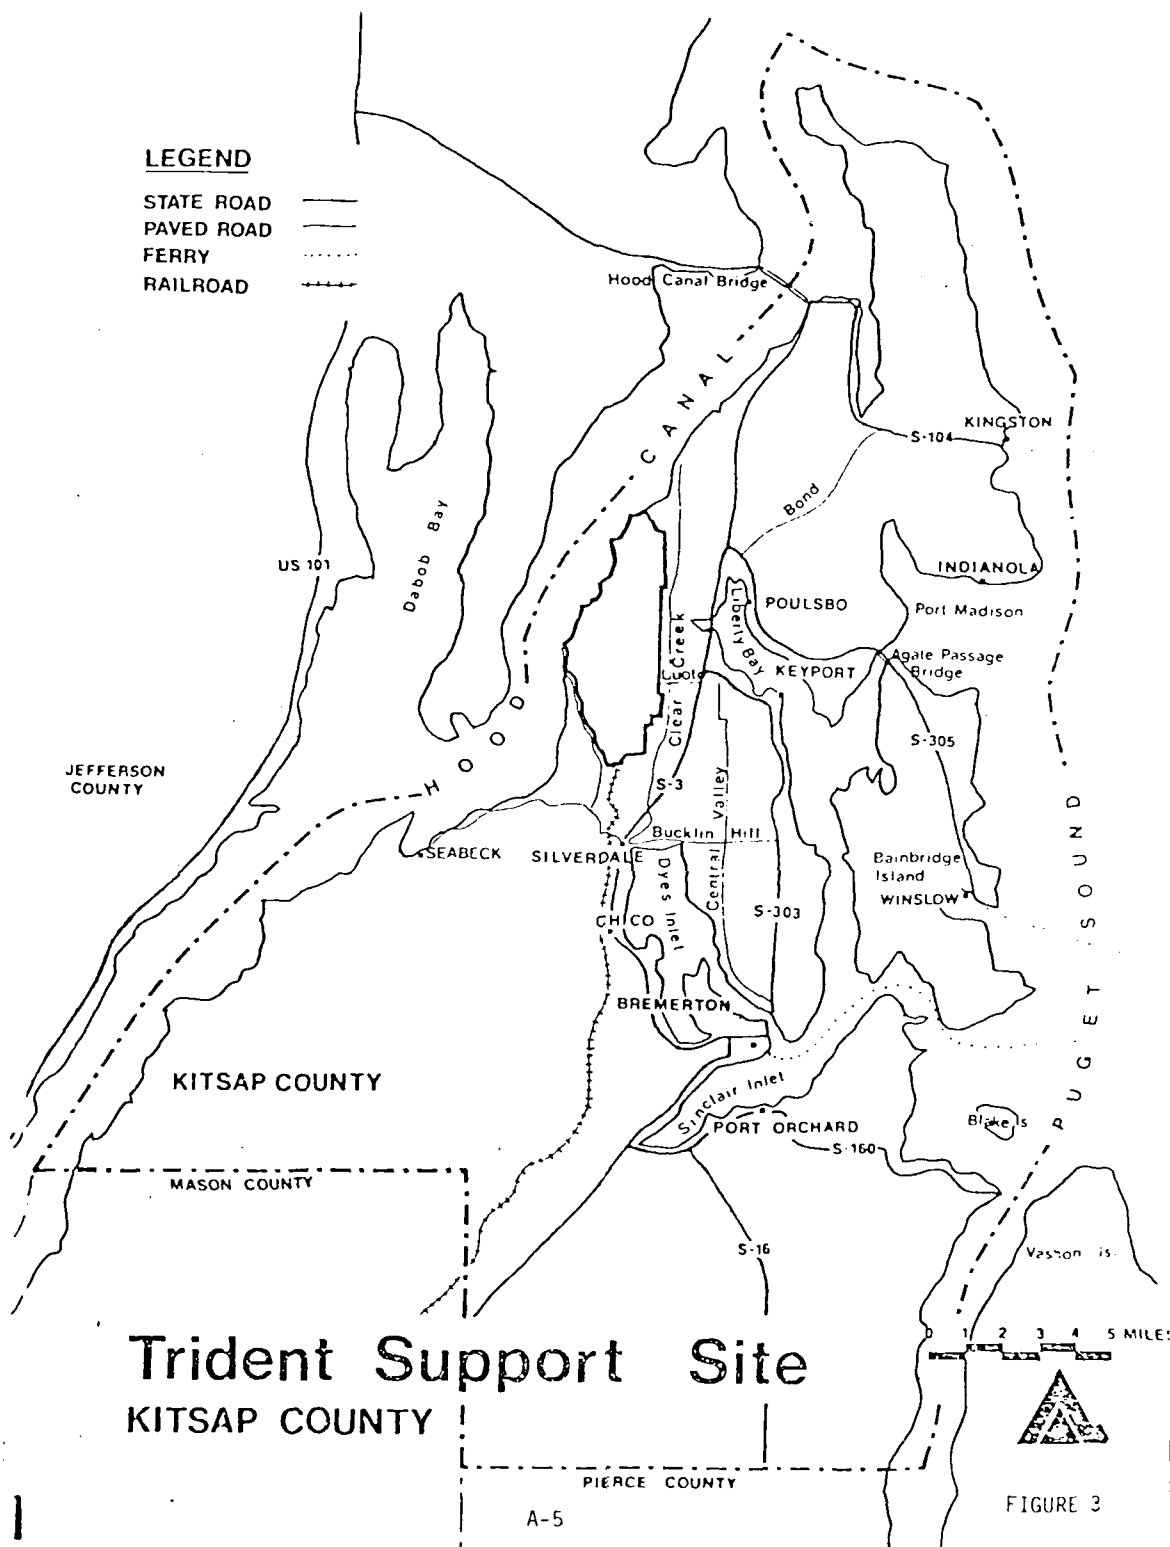 LEGEND
STATE ROAD
PAVED ROAD
FERRY
RAILROAD
Hood Canal Bridge
HOOD CANAL
KINGSTON
S-104
Bond
Dabob Bay
US 101
INDIANOLA
POULSBO
Port Madison
Liberty Bay
Clear Creek
KEYPORT
Agate Passage
Bridge
S-305
JEFFERSON
COUNTY
S-3
Central Valley
Bucklin Hill
SEABECK
SILVERDALE
Dyes Inlet
Bainbridge
Island
WINSLOW
CHICO
S-303
BREMERTON
PUGET SOUND
KITSAP COUNTY
Sinclair Inlet
PORT ORCHARD
Blake Is
S-160
MASON COUNTY
S-16
Vashon Is.
0 1 2 3 4 5 MILES
Trident Support Site
KITSAP COUNTY
PIERCE COUNTY
A-5
FIGURE 3